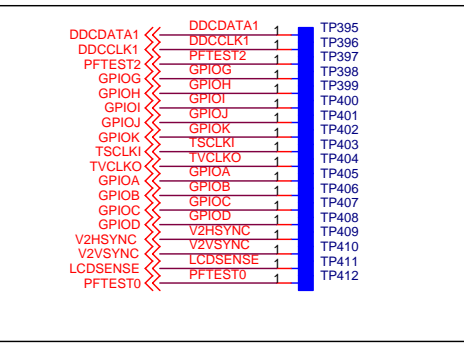 DDCDATA1 DDCDATA1 1 TP395
DDCCLK1 DDCCLK1 1 TP396
PFTEST2 PFTEST2 1 TP397
GPIOG GPIOG 1 TP398
GPIOH GPIOH 1 TP399
GPIOI GPIOI 1 TP400
GPIOJ GPIOJ 1 TP401
GPIOK GPIOK 1 TP402
TSCLKI TSCLKI 1 TP403
TVCLKO TVCLKO 1 TP404
GPIOA GPIOA 1 TP405
GPIOB GPIOB 1 TP406
GPIOC GPIOC 1 TP407
GPIOD GPIOD 1 TP408
V2HSYNC V2HSYNC 1 TP409
V2VSYNC V2VSYNC 1 TP410
LCDSENSE LCDSENSE 1 TP411
PFTEST0 PFTEST0 1 TP412